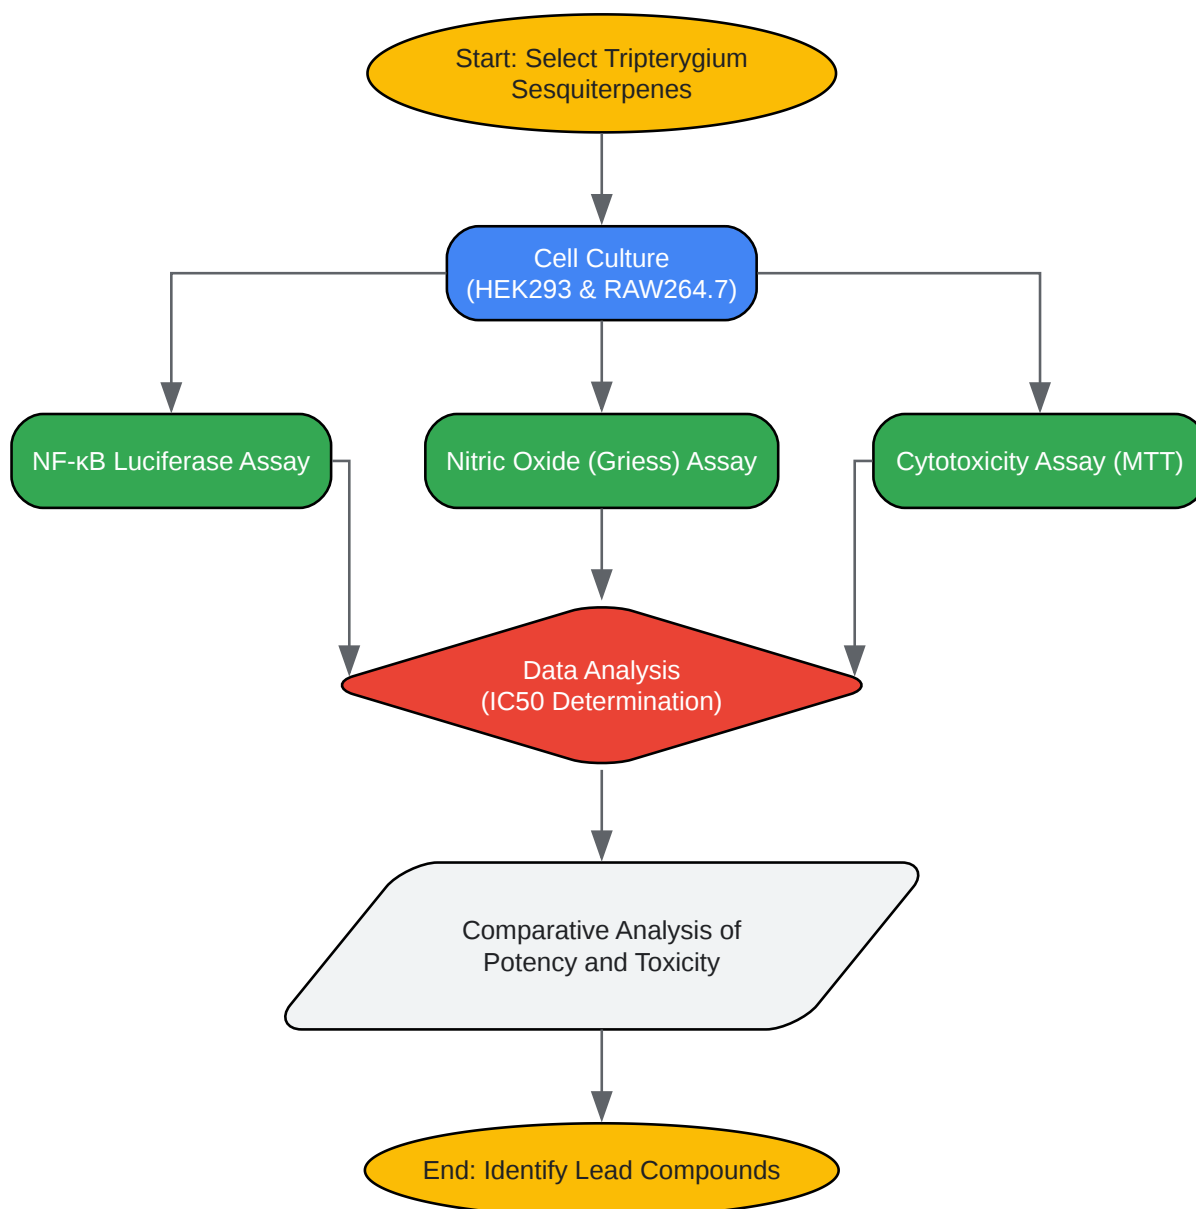 Start: Select Tripterygium
Sesquiterpenes
Cell Culture
(HEK293 & RAW264.7)
NF-κB Luciferase Assay
Nitric Oxide (Griess) Assay
Cytotoxicity Assay (MTT)
Data Analysis
(IC50 Determination)
Comparative Analysis of
Potency and Toxicity
End: Identify Lead Compounds